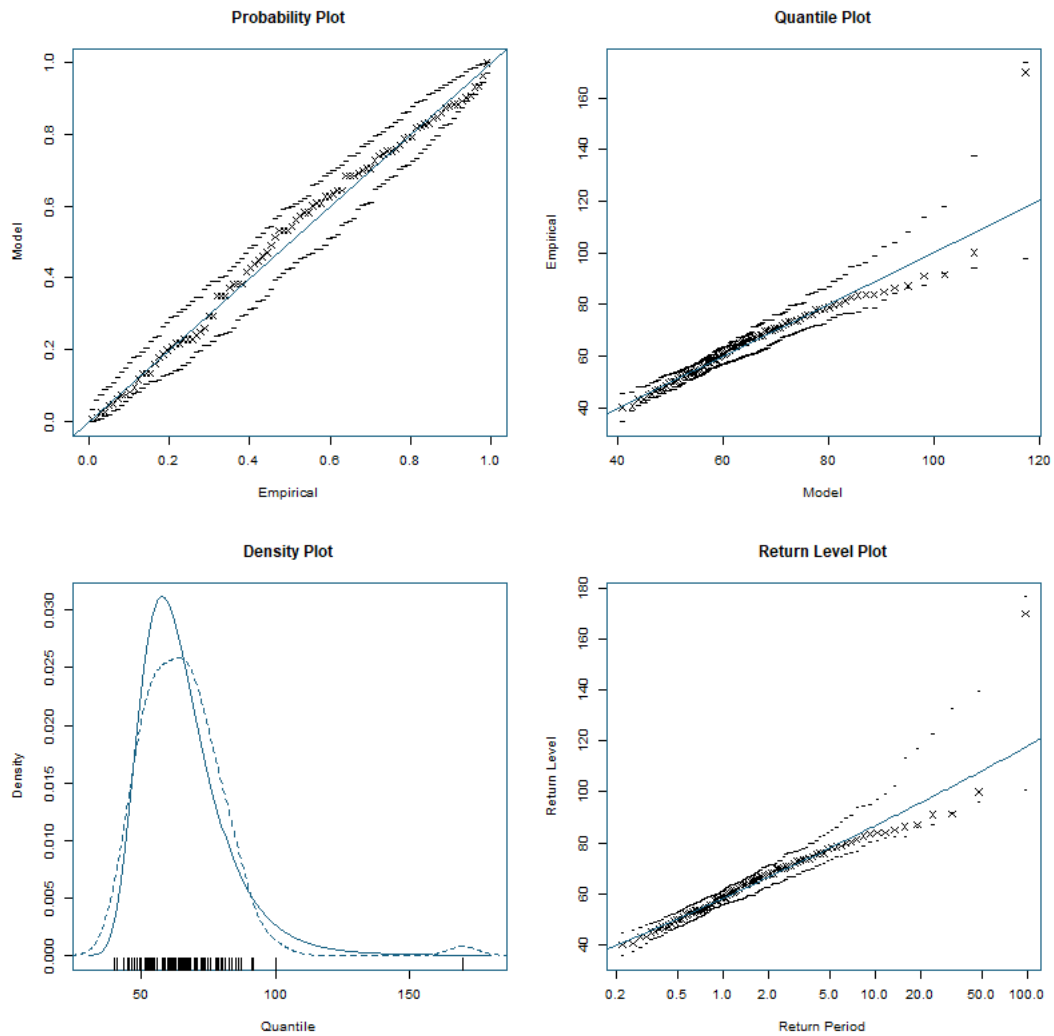 Probability Plot
Model
0.0 0.2 0.4 0.6 0.8 1.0
0.0 0.2 0.4 0.6 0.8 1.0
Empirical
Quantile Plot
Empirical
40 60 80 100 120 140 160
40 60 80 100 120
Model
Density Plot
Density
0.000 0.005 0.010 0.015 0.020 0.025 0.030
50 100 150
Quantile
Return Level Plot
Return Level
40 60 80 100 120 140 160 180
0.2 0.5 1.0 2.0 5.0 10.0 20.0 50.0 100.0
Return Period